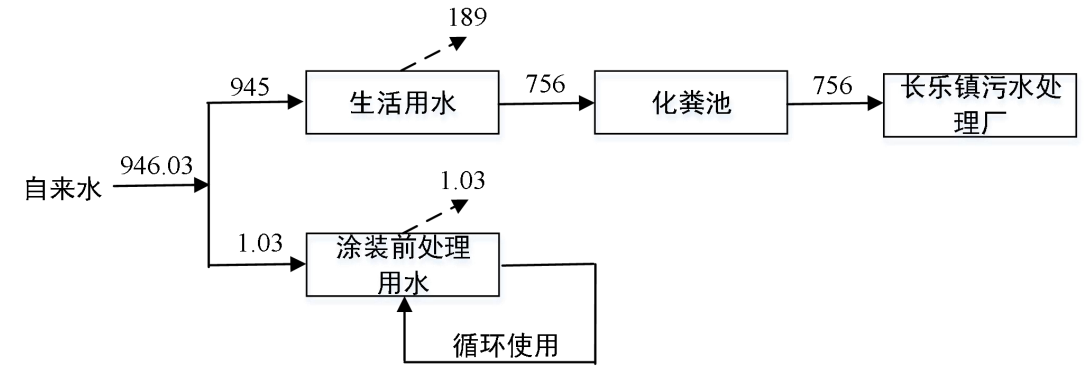 189
945
生活用水
756
化粪池
756
长乐镇污水处
理厂
946.03
自来水
1.03
1.03
涂装前处理
用水
循环使用